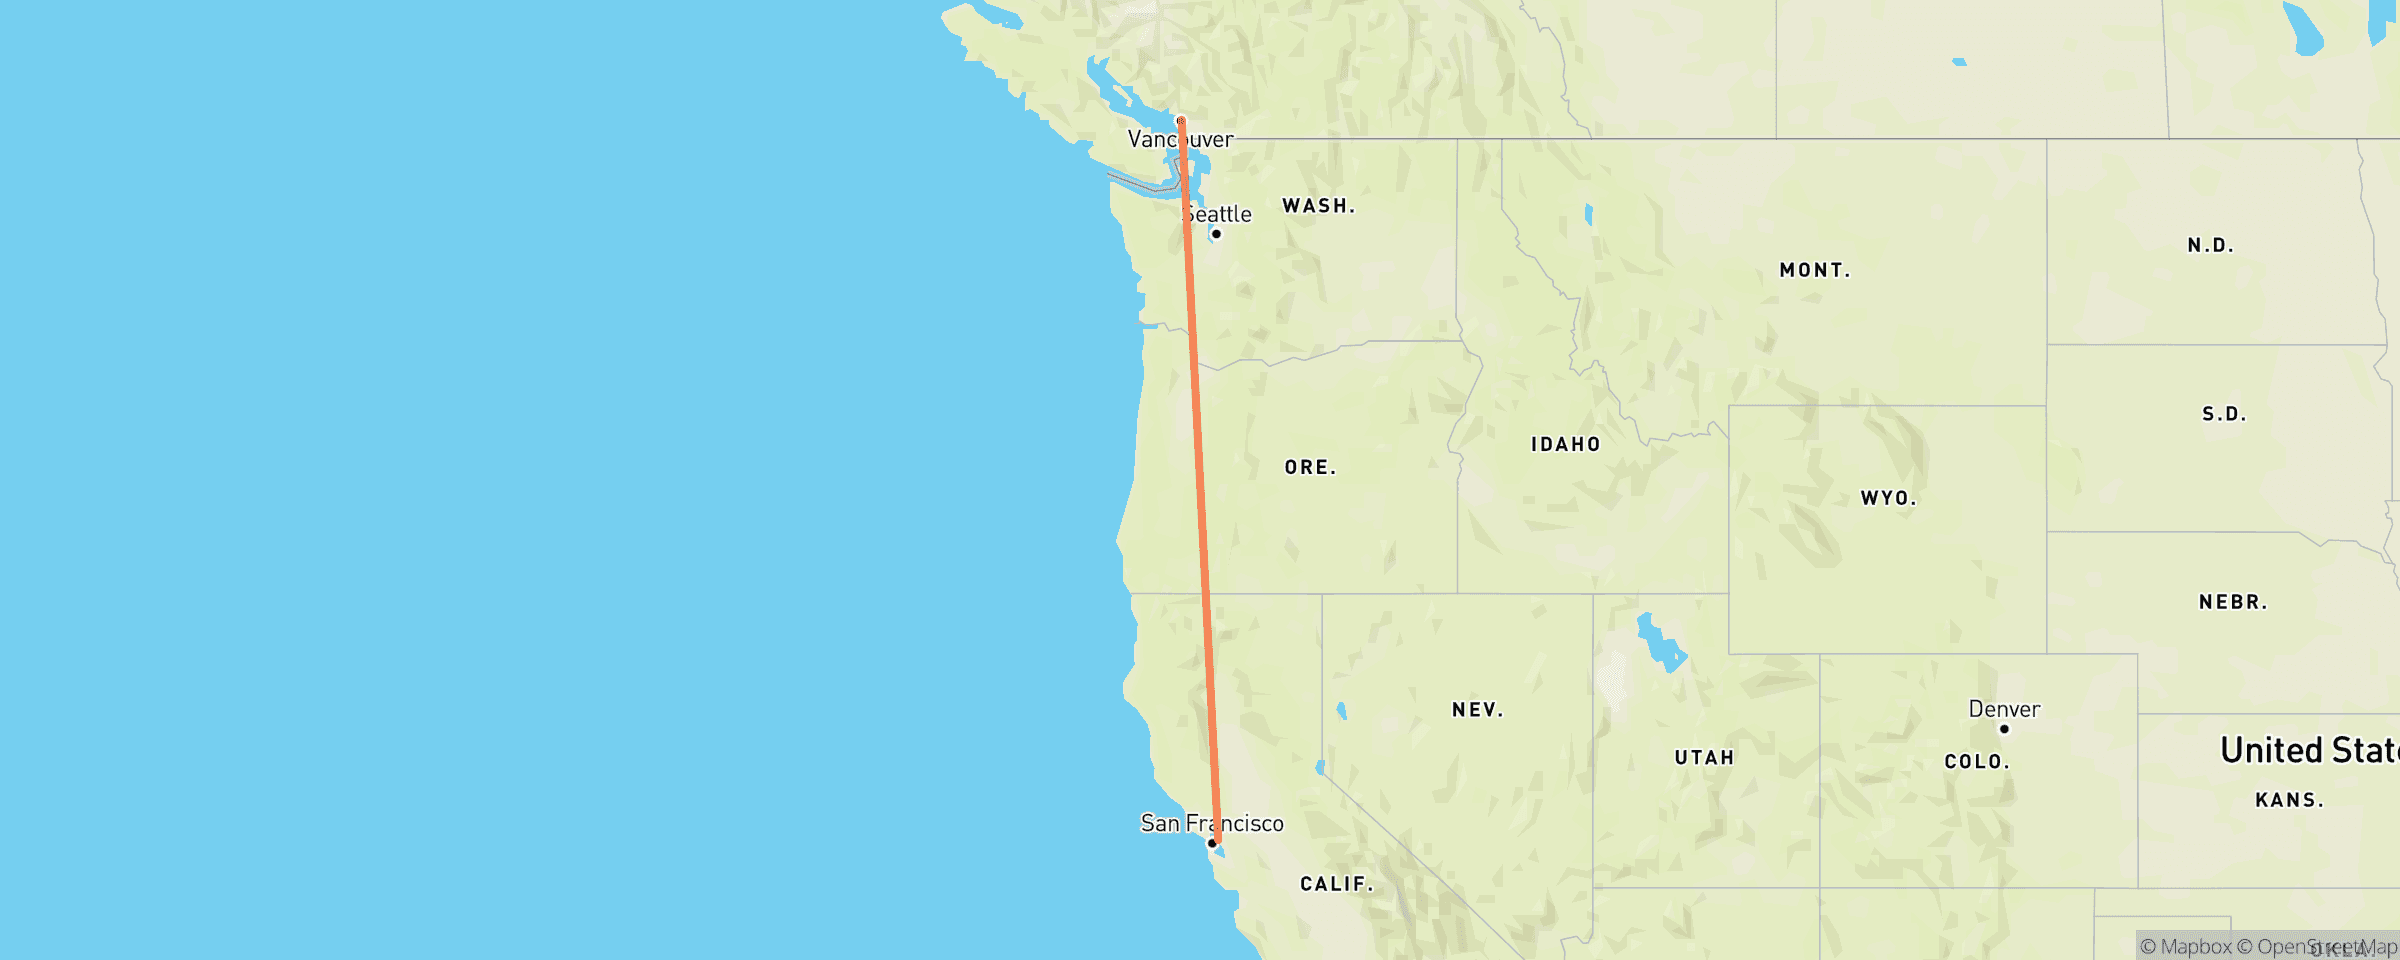 Vancouver
Seattle
WASH.
MONT.
N.D.
S.D.
ORE.
IDAHO
WYO.
NEBR.
NEV.
UTAH
Denver
COLO.
United State
KANS.
San Francisco
CALIF.
© Mapbox © OpenStreetMap
OKLA.